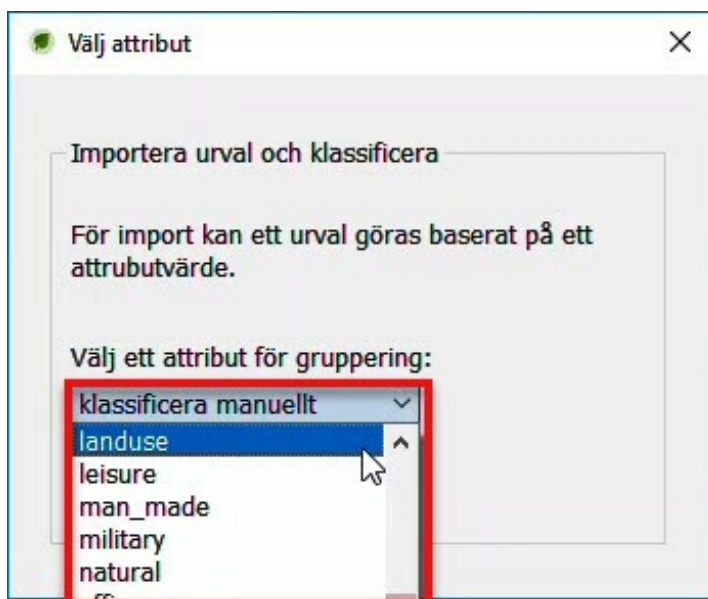 Välj attribut
Importera urval och klassificera
För import kan ett urval göras baserat på ett
attrubutvärde.
Välj ett attribut för gruppering:
klassificera manuellt
landuse
leisure
man_made
military
natural